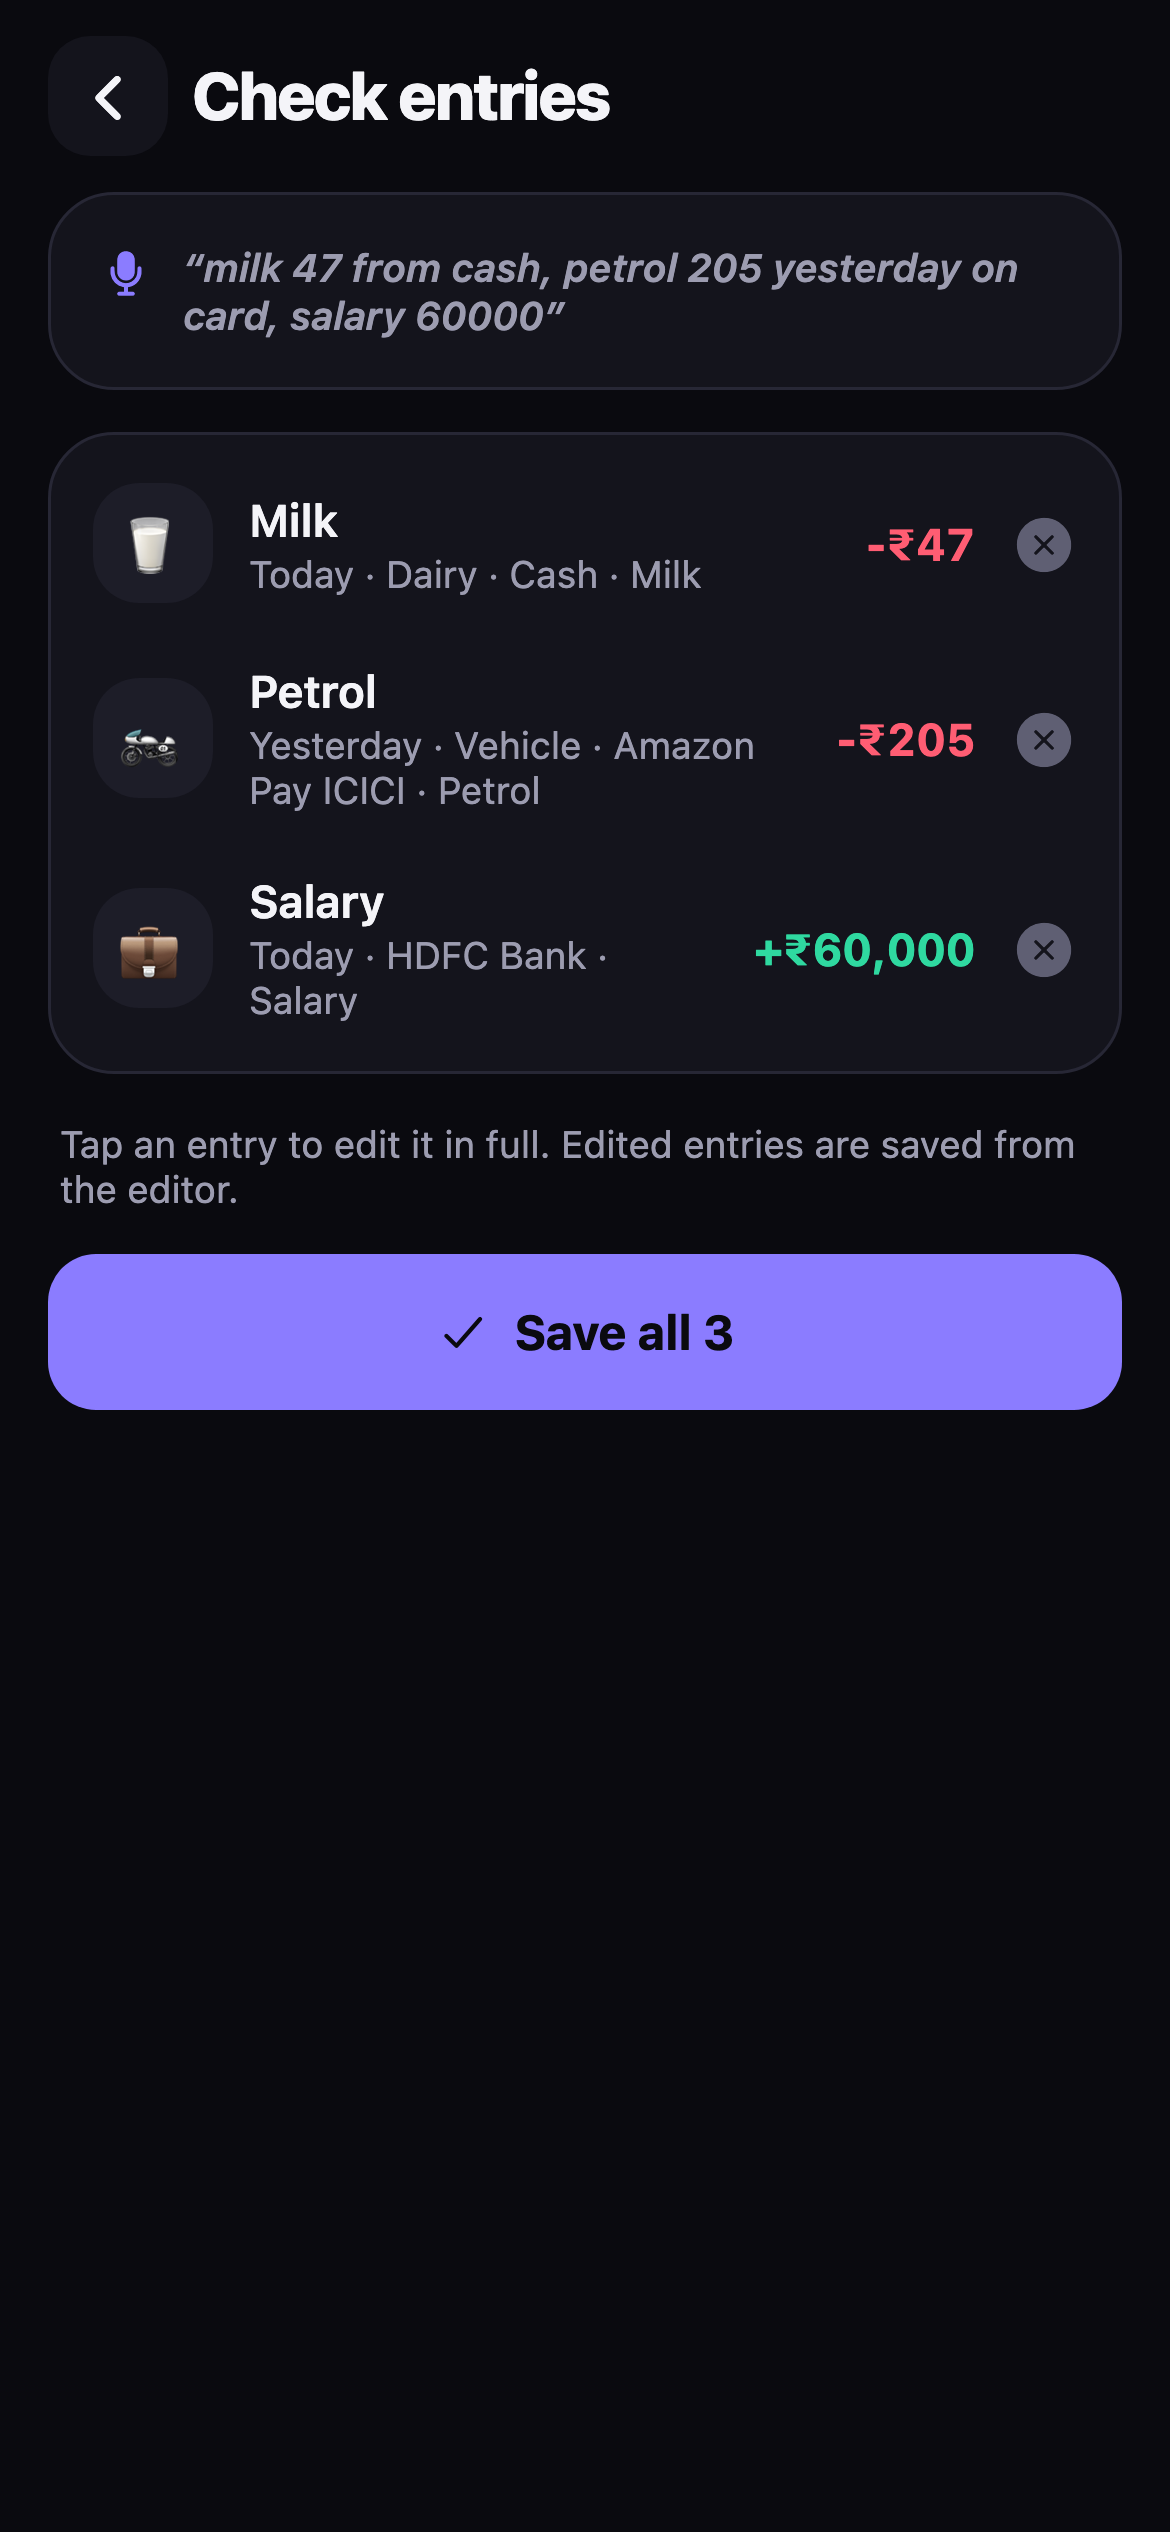 Check entries
“milk 47 from cash, petrol 205 yesterday on
card, salary 60000”
Milk
Today · Dairy · Cash · Milk
-₹47
Petrol
Yesterday · Vehicle · Amazon
Pay ICICI · Petrol
-₹205
Salary
Today · HDFC Bank ·
Salary
+₹60,000
Tap an entry to edit it in full. Edited entries are saved from
the editor.
Save all 3